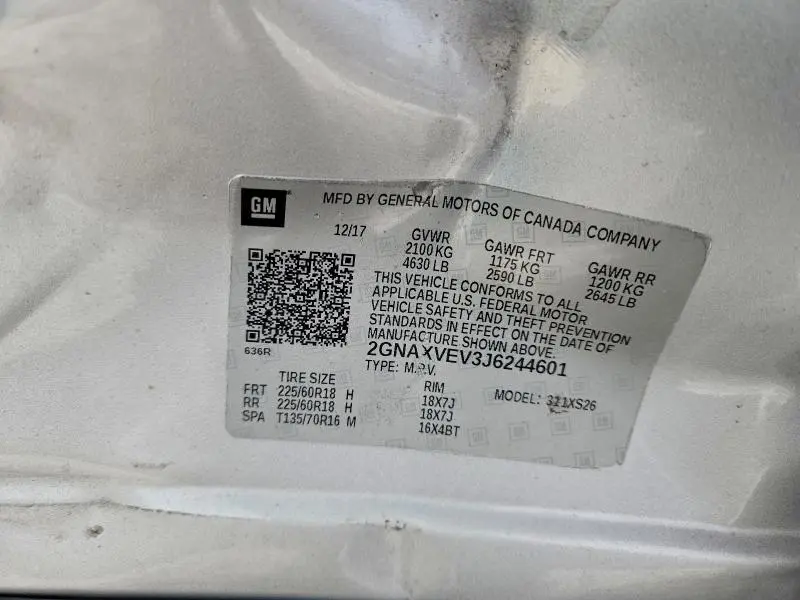 GM
MFD BY GENERAL MOTORS OF CANADA COMPANY
12/17 GVWR GAWR FRT GAWR RR
2100 KG 1175 KG 1200 KG
4630 LB 2590 LB 2645 LB
THIS VEHICLE CONFORMS TO ALL
APPLICABLE U.S. FEDERAL MOTOR
VEHICLE SAFETY AND THEFT PREVENTION
STANDARDS IN EFFECT ON THE DATE OF
MANUFACTURE SHOWN ABOVE.
636R
2GNAXVEV3J6244601
TYPE: M.P.V.
TIRE SIZE RIM MODEL: XS26
FRT 225/60R18 H 18X7J
RR 225/60R18 H 18X7J
SPA T135/70R16 M 16X4BT